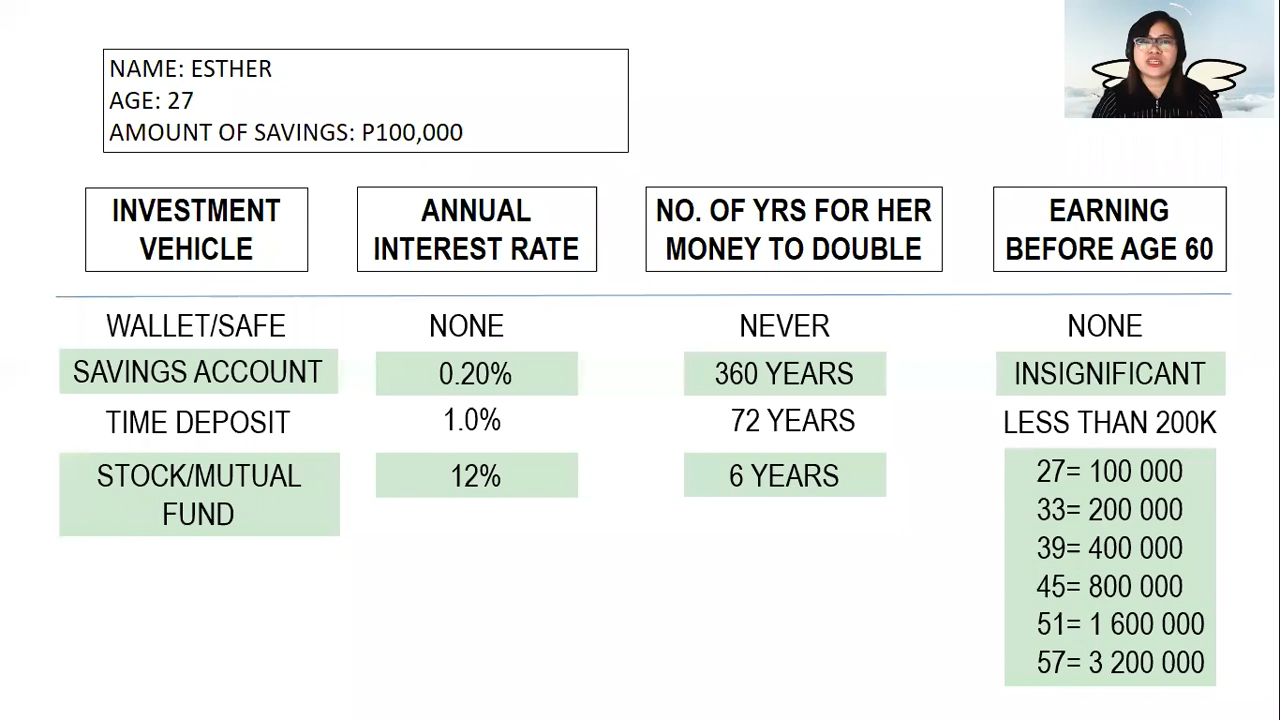 NAME: ESTHER
AGE: 27
AMOUNT OF SAVINGS: P100,000
INVESTMENT
VEHICLE
ANNUAL
INTEREST RATE
NO. OF YRS FOR HER
MONEY TO DOUBLE
EARNING
BEFORE AGE 60
WALLET/SAFE NONE NEVER NONE
SAVINGS ACCOUNT 0.20% 360 YEARS INSIGNIFICANT
TIME DEPOSIT 1.0% 72 YEARS LESS THAN 200K
STOCK/MUTUAL
FUND
12% 6 YEARS
27= 100 000
33= 200 000
39= 400 000
45= 800 000
51= 1 600 000
57= 3 200 000